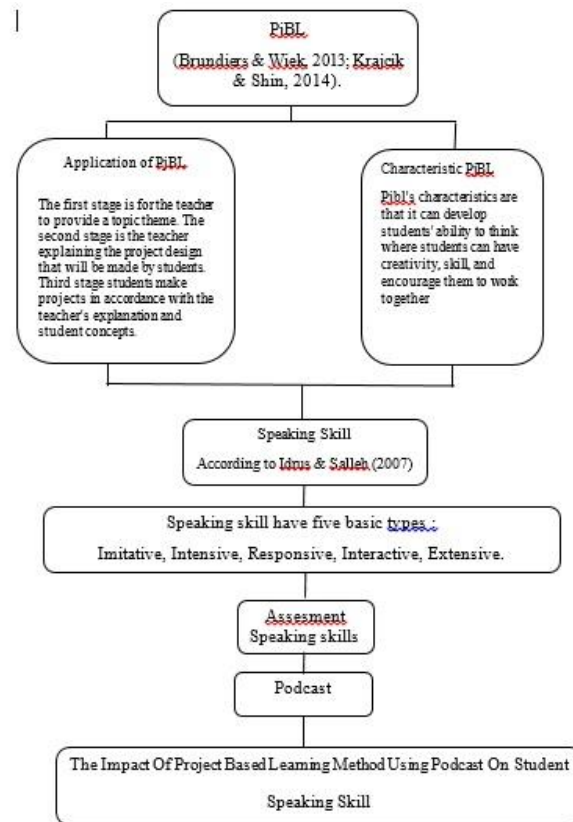 PjBL
(Brundiers & Wiek, 2013; Krajcik
& Shin, 2014).
Application of PjBL
The first stage is for the teacher
to provide a topic theme. The
second stage is the teacher
explaining the project design
that will be made by students.
Third stage students make
projects in accordance with the
teacher's explanation and
student concepts.
Characteristic PjBL
Pjbl's characteristics are
that it can develop
students' ability to think
where students can have
creativity, skill, and
encourage them to work
together
Speaking Skill
According to Idrus & Salleh (2007)
Speaking skill have five basic types :
Imitative, Intensive, Responsive, Interactive, Extensive.
Assesment
Speaking skills
Podcast
The Impact Of Project Based Learning Method Using Podcast On Student
Speaking Skill